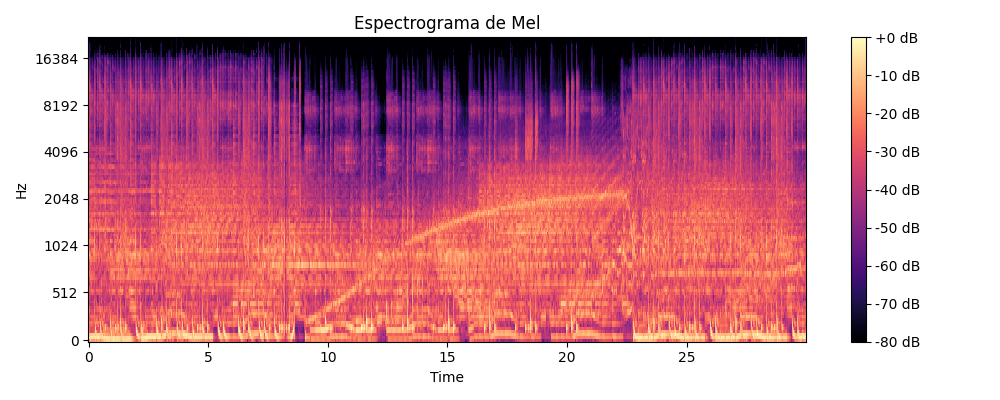 Espectrograma de Mel
Hz
16384
8192
4096
2048
1024
512
0
0 5 10 15 20 25
Time
+0 dB
-10 dB
-20 dB
-30 dB
-40 dB
-50 dB
-60 dB
-70 dB
-80 dB